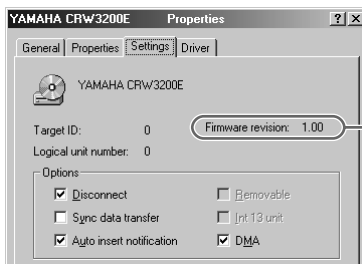 YAMAHA CRW3200E Properties ? ×
General Properties Settings Driver
YAMAHA CRW3200E
Target ID: 0 Firmware revision: 1.00
Logical unit number: 0
Options
Disconnect Removable
Sync data transfer Int 13 unit
Auto insert notification DMA